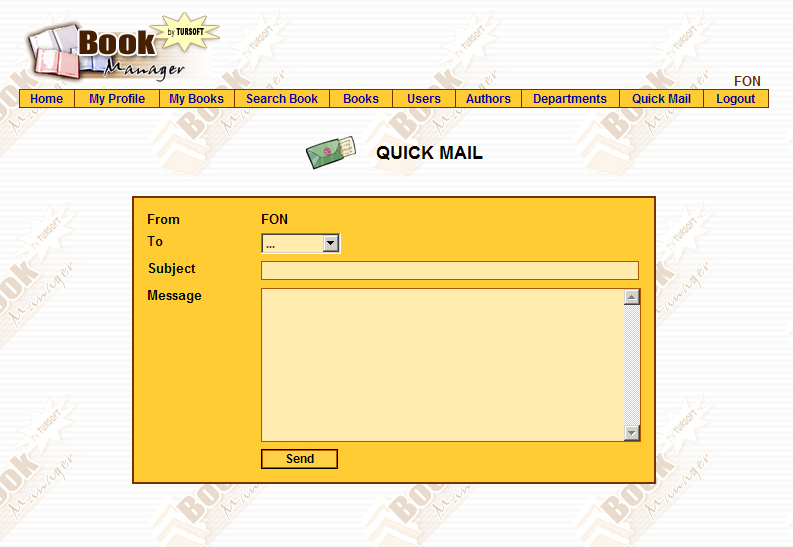 Book
Manager
by TURSOFT
FON
Home My Profile My Books Search Book Books Users Authors Departments Quick Mail Logout
QUICK MAIL
From FON
To ...
Subject
Message
Send